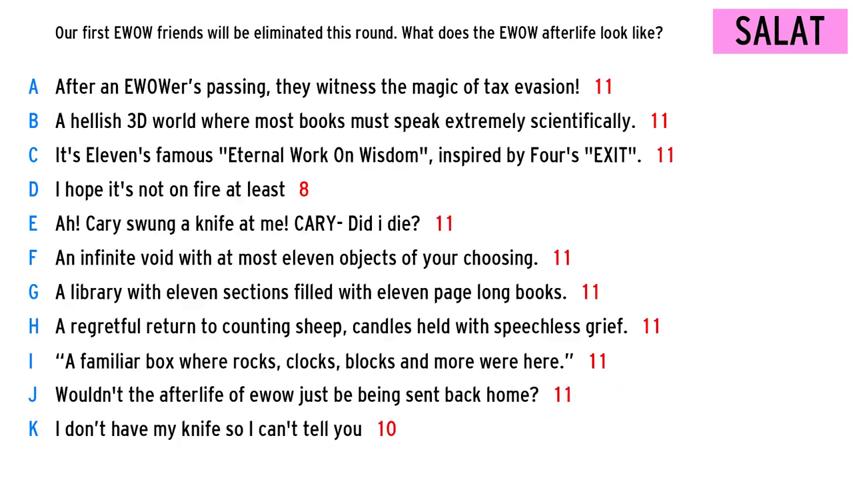 Our first EWOW friends will be eliminated this round. What does the EWOW afterlife look like?
SALAT
A After an EWOWer’s passing, they witness the magic of tax evasion! 11
B A hellish 3D world where most books must speak extremely scientifically. 11
C It's Eleven's famous "Eternal Work On Wisdom", inspired by Four's "EXIT". 11
D I hope it's not on fire at least 8
E Ah! Cary swung a knife at me! CARY- Did i die? 11
F An infinite void with at most eleven objects of your choosing. 11
G A library with eleven sections filled with eleven page long books. 11
H A regretful return to counting sheep, candles held with speechless grief. 11
I “A familiar box where rocks, clocks, blocks and more were here.” 11
J Wouldn't the afterlife of ewow just be being sent back home? 11
K I don’t have my knife so I can't tell you 10